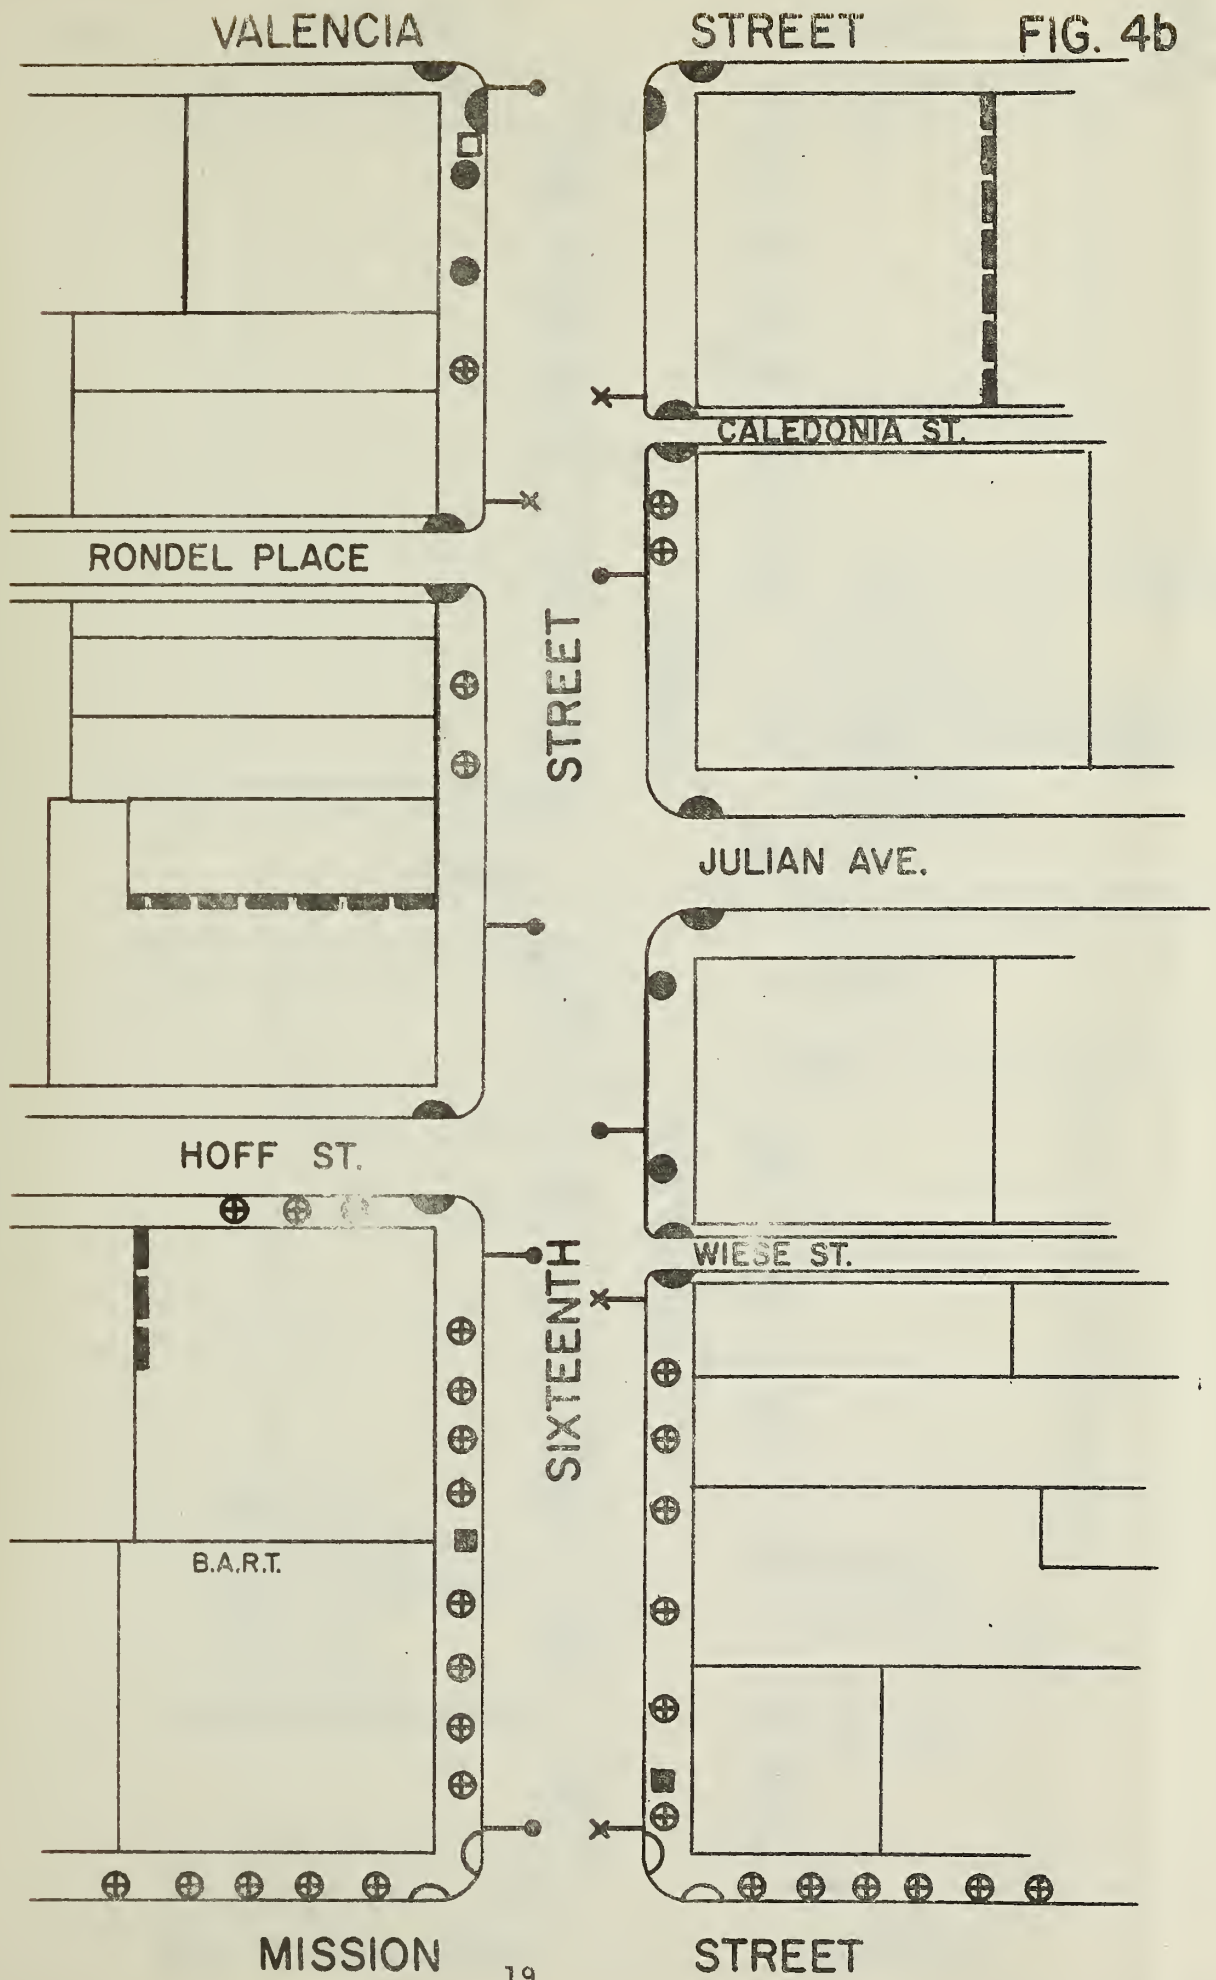 VALENCIA STREET FIG. 4b
CALEDONIA ST.
RONDEL PLACE
SIXTEENTH STREET
JULIAN AVE.
HOFF ST.
WIESE ST.
B.A.R.T.
MISSION STREET
19